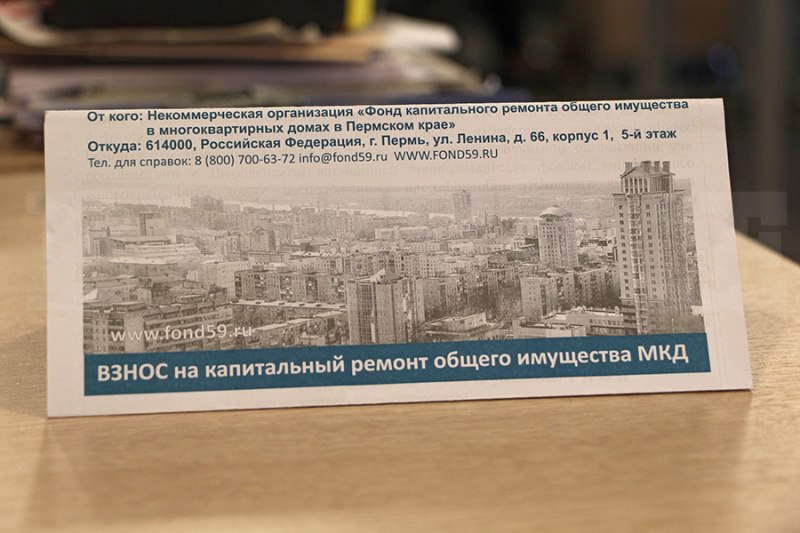 От кого: Некоммерческая организация «Фонд капитального ремонта общего имущества
в многоквартирных домах в Пермском крае»
Откуда: 614000, Российская Федерация, г. Пермь, ул. Ленина, д. 66, корпус 1, 5-й этаж
Тел. для справок: 8 (800) 700-63-72 info@fond59.ru WWW.FOND59.RU
www.fond59.ru
ВЗНОС на капитальный ремонт общего имущества МКД